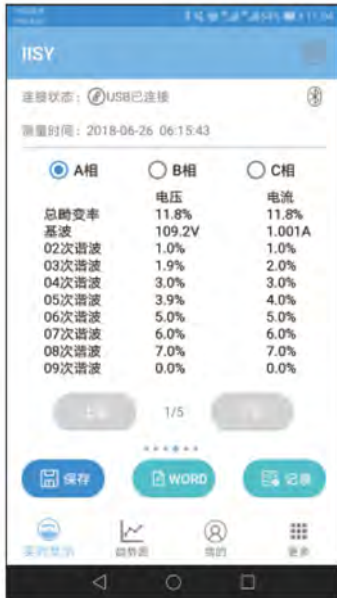 11:04
IISY
连接状态： USB已连接
测量时间：2018-06-26 06:15:43
A相 B相 C相
电压 电流
总畸变率 11.8% 11.8%
基波 109.2V 1.001A
02次谐波 1.0% 1.0%
03次谐波 1.9% 2.0%
04次谐波 3.0% 3.0%
05次谐波 3.9% 4.0%
06次谐波 5.0% 5.0%
07次谐波 6.0% 6.0%
08次谐波 7.0% 7.0%
09次谐波 0.0% 0.0%
1/5
保存 WORD 记录
实时显示 趋势图 我的 更多